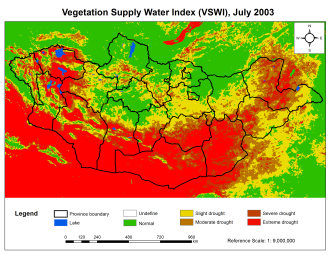 Vegetation Supply Water Index (VSWI), July 2003
N
W E
S
Legend
Province boundary Undefine Slight drought Severe drought
Lake Normal Moderate drought Extreme drought
0 120 240 480 720 960
Reference Scale 1: 9,000,000